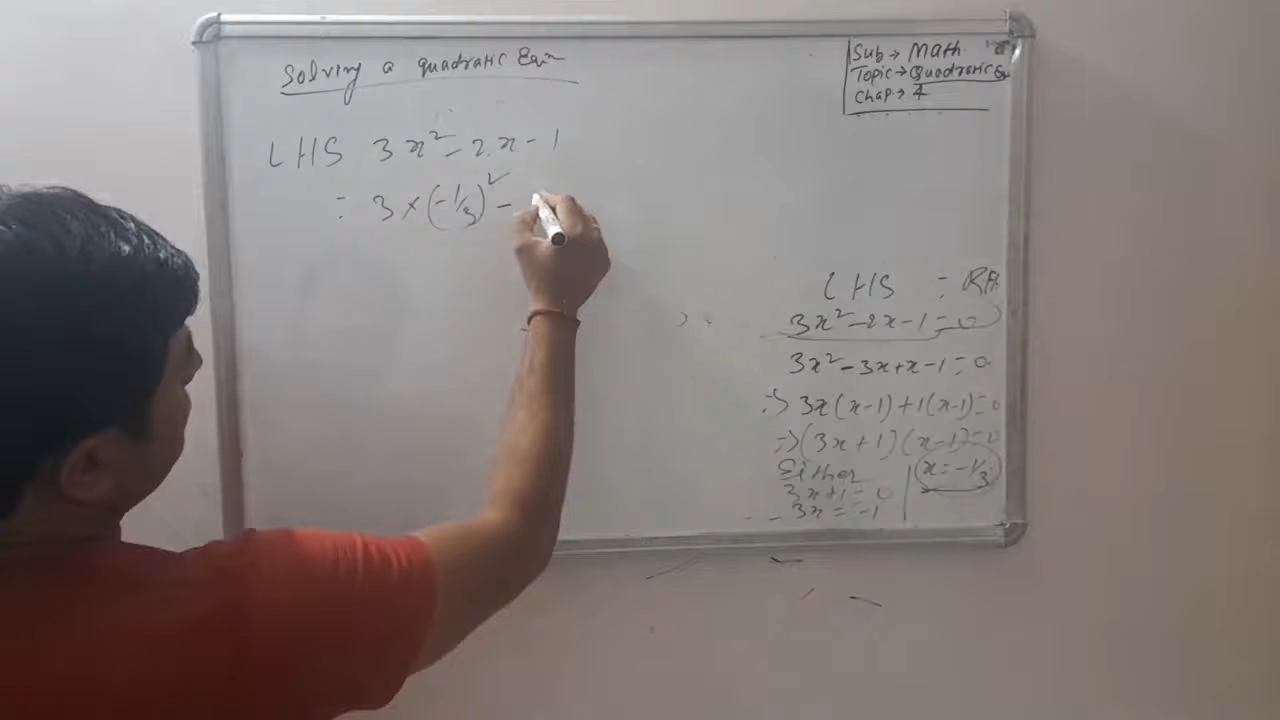 Solving a quadratic Eqn
Sub → Math
Topic → Quadratic Eq
Chap → 4
LHS 3x² - 2x - 1
= 3 × (-1/3)² -
LHS = RH
3x² - 2x - 1 = 0
3x² - 3x + x - 1 = 0
⇒ 3x(x-1) + 1(x-1) = 0
⇒ (3x+1)(x-1) = 0
Either
3x+1 = 0
3x = -1
x = -1/3